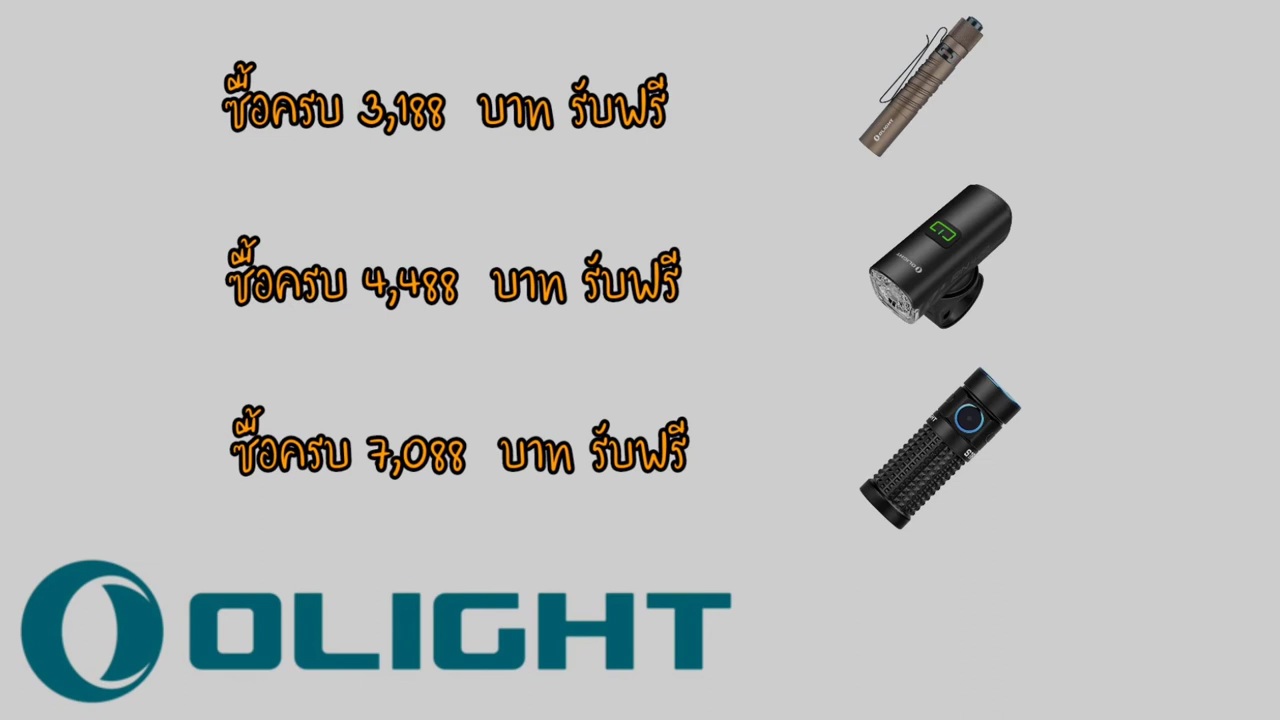 ซื้อครบ 3,188 บาท รับฟรี
OLIGHT
ซื้อครบ 4,488 บาท รับฟรี
OLIGHT
ซื้อครบ 7,088 บาท รับฟรี
OLIGHT